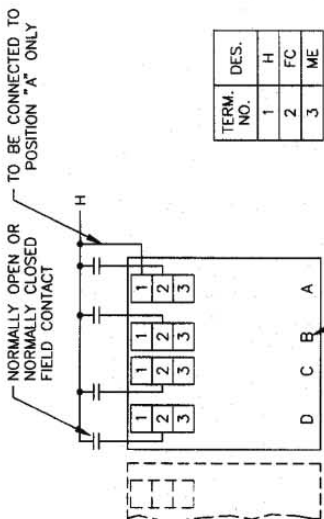 NORMALLY OPEN OR
NORMALLY CLOSED
FIELD CONTACT
TO BE CONNECTED TO
POSITION "A" ONLY
H
1 1 1 1
2 2 2 2
3 3 3 3
D C B A
TERM. NO. DES.
1 H
2 FC
3 ME